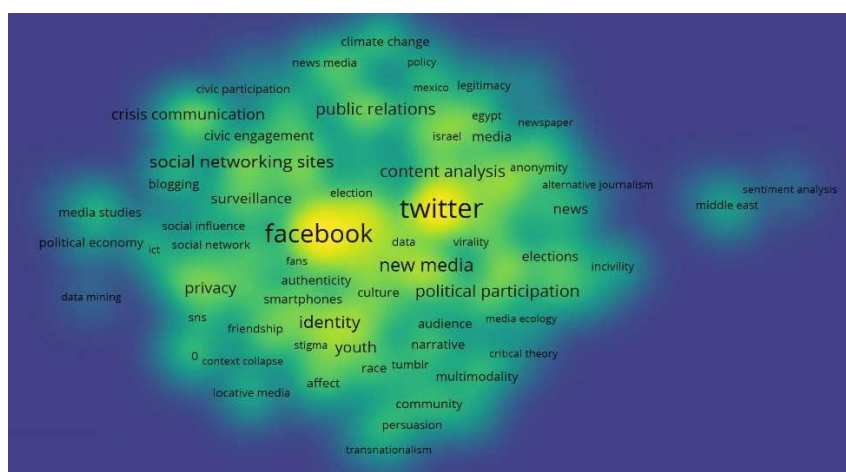 climate change
news media
policy
civic participation
mexico
legitimacy
crisis communication
public relations
egypt
newspaper
civic engagement
israel
media
social networking sites
content analysis
anonymity
blogging
surveillance
election
alternative journalism
sentiment analysis
media studies
social influence
twitter
news
middle east
political economy
ict
social network
facebook
data
virality
fans
new media
elections
incivility
data mining
privacy
authenticity
smartphones
culture
political participation
sns
friendship
identity
audience
media ecology
0
context collapse
stigma
youth
narrative
critical theory
race
tumblr
locative media
affect
multimodality
community
persuasion
transnationalism